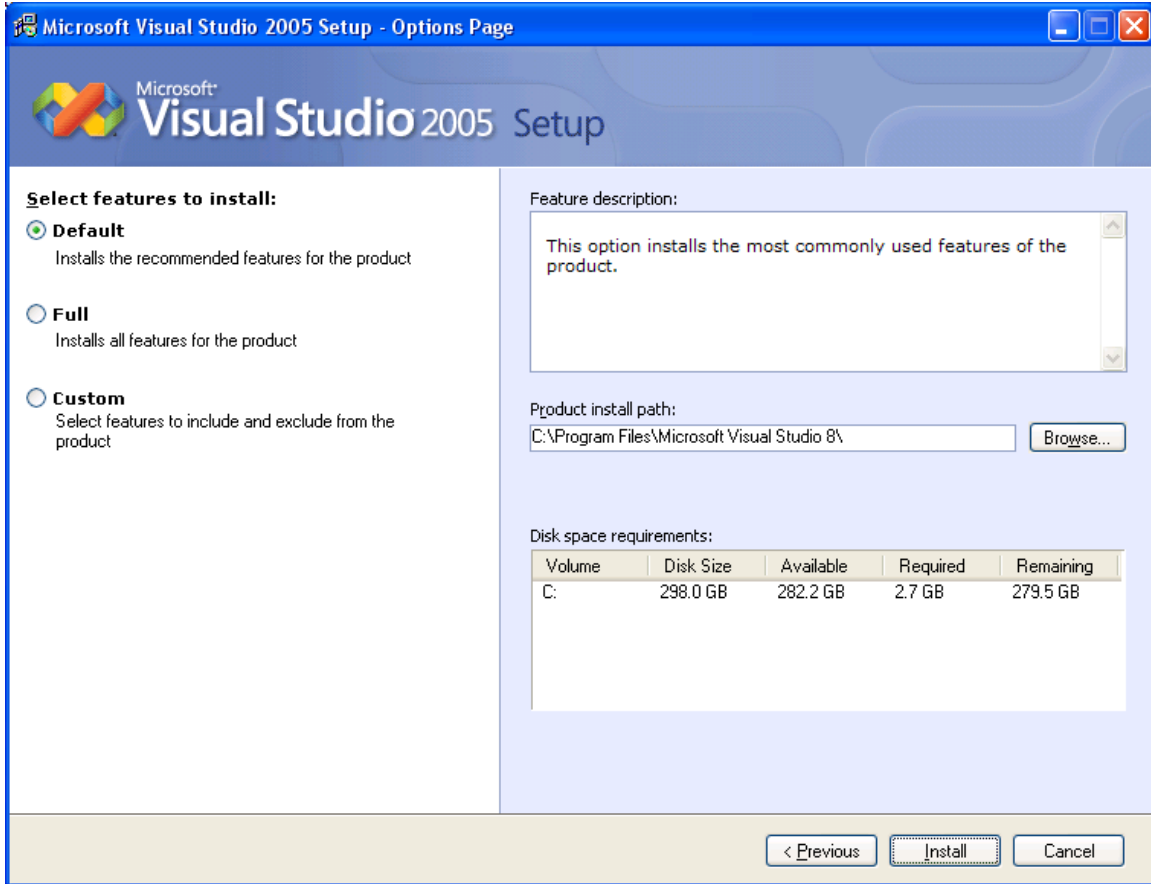 Microsoft Visual Studio 2005 Setup - Options Page
Microsoft
Visual Studio 2005 Setup
Select features to install:
Default
Installs the recommended features for the product
Full
Installs all features for the product
Custom
Select features to include and exclude from the
product
Feature description:
This option installs the most commonly used features of the
product.
Product install path:
C:\Program Files\Microsoft Visual Studio 8\
Browse...
Disk space requirements:
Volume Disk Size Available Required Remaining
C: 298.0 GB 282.2 GB 2.7 GB 279.5 GB
< Previous Install Cancel